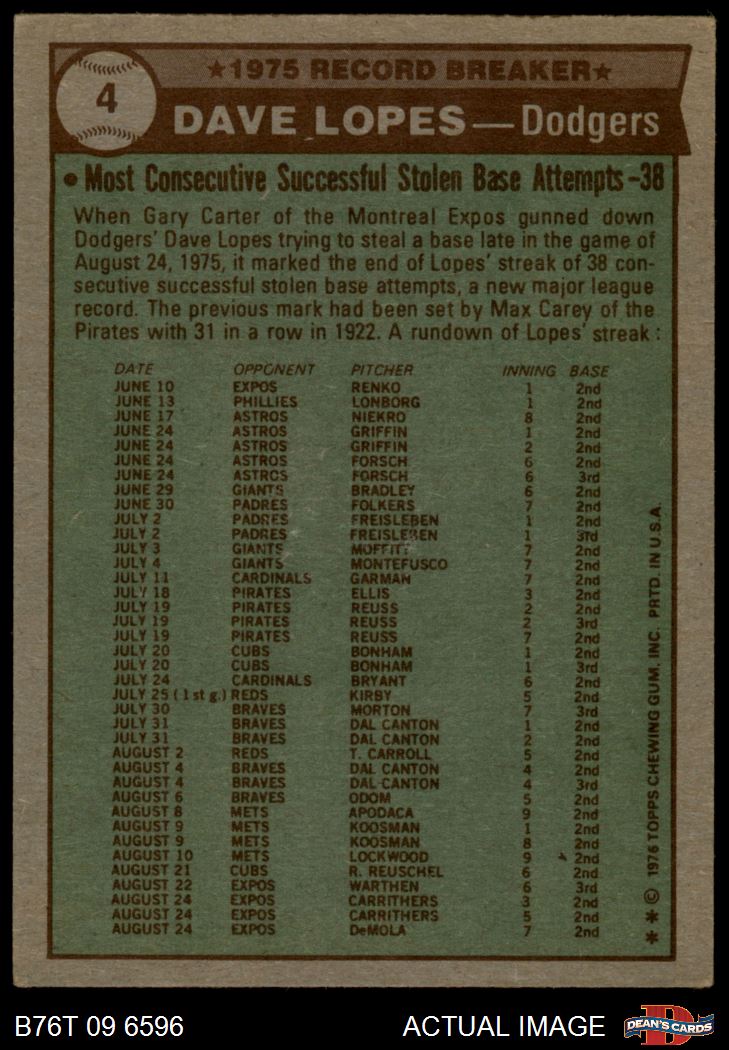 4
★1975 RECORD BREAKER★
DAVE LOPES—Dodgers
• Most Consecutive Successful Stolen Base Attempts-38
When Gary Carter of the Montreal Expos gunned down
Dodgers' Dave Lopes trying to steal a base late in the game of
August 24, 1975, it marked the end of Lopes' streak of 38 con-
secutive successful stolen base attempts, a new major league
record. The previous mark had been set by Max Carey of the
Pirates with 31 in a row in 1922. A rundown of Lopes' streak :
DATE OPPONENT PITCHER INNING BASE
JUNE 10 EXPOS RENKO 1 2nd
JUNE 13 PHILLIES LONBORG 1 2nd
JUNE 17 ASTROS NIEKRO 8 2nd
JUNE 24 ASTROS GRIFFIN 1 2nd
JUNE 24 ASTROS GRIFFIN 2 2nd
JUNE 24 ASTROS FORSCH 6 2nd
JUNE 24 ASTROS FORSCH 6 3rd
JUNE 29 GIANTS BRADLEY 6 2nd
JUNE 30 PADRES FOLKERS 7 2nd
JULY 2 PADRES FREISLEBEN 1 2nd
JULY 2 PADRES FREISLEBEN 1 3rd
JULY 3 GIANTS MOFFITT 7 2nd
JULY 4 GIANTS MONTEFUSCO 7 2nd
JULY 11 CARDINALS GARMAN 7 2nd
JULY 18 PIRATES ELLIS 3 2nd
JULY 19 PIRATES REUSS 2 2nd
JULY 19 PIRATES REUSS 2 3rd
JULY 19 PIRATES REUSS 7 2nd
JULY 20 CUBS BONHAM 1 2nd
JULY 20 CUBS BONHAM 1 3rd
JULY 24 CARDINALS BRYANT 6 2nd
JULY 25 (1st g.) REDS KIRBY 5 2nd
JULY 30 BRAVES MORTON 7 3rd
JULY 31 BRAVES DAL CANTON 1 2nd
JULY 31 BRAVES DAL CANTON 2 2nd
AUGUST 2 REDS T. CARROLL 5 2nd
AUGUST 4 BRAVES DAL CANTON 4 2nd
AUGUST 4 BRAVES DAL CANTON 4 3rd
AUGUST 6 BRAVES ODOM 5 2nd
AUGUST 8 METS APODACA 9 2nd
AUGUST 9 METS KOOSMAN 1 2nd
AUGUST 9 METS KOOSMAN 8 2nd
AUGUST 10 METS LOCKWOOD 9 2nd
AUGUST 21 CUBS R. REUSCHEL 6 2nd
AUGUST 22 EXPOS WARTHEN 6 3rd
AUGUST 24 EXPOS CARRITHERS 3 2nd
AUGUST 24 EXPOS CARRITHERS 5 2nd
AUGUST 24 EXPOS DeMOLA 7 2nd
* * © 1976 TOPPS CHEWING GUM, INC. PRTD. IN U.S.A.
B76T 09 6596 ACTUAL IMAGE
D
DEAN'S CARDS